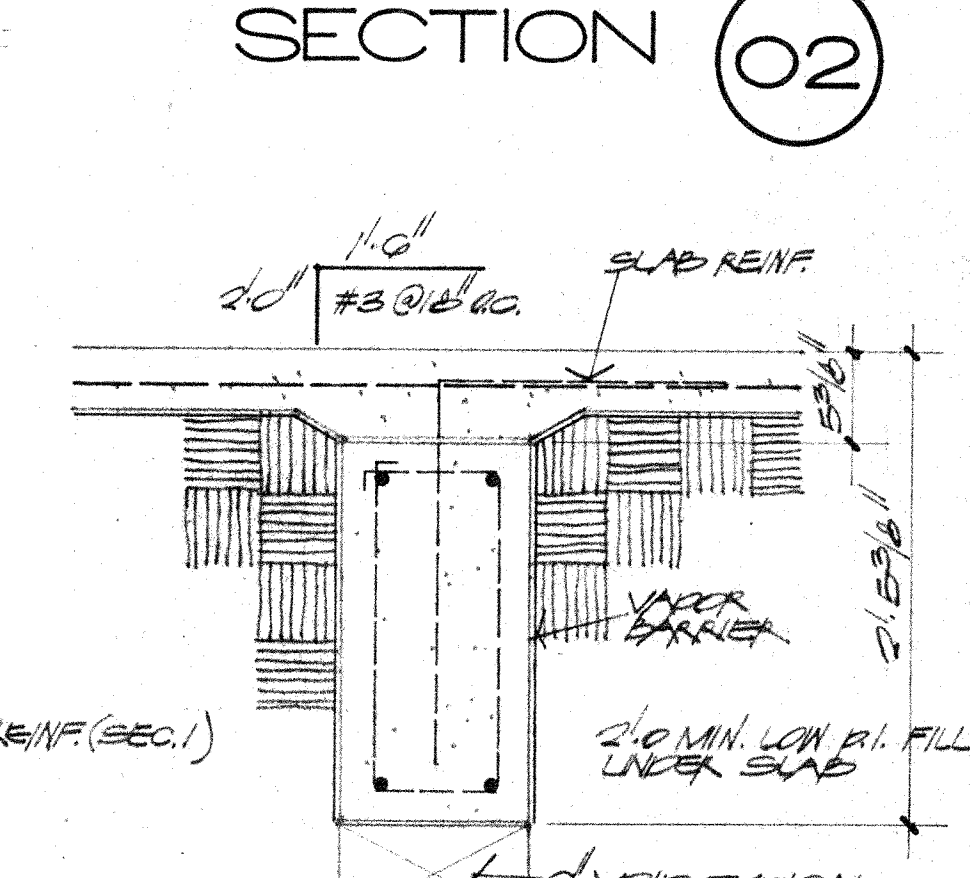 SECTION 02
1'-6"
2'-0" #3 @ 18" O.C.
SLAB REINF.
5 3/8"
2'. 5 3/8"
VAPOR
BARRIER
REINF. (SEC. 1)
2'.0 MIN. LOW P.I. FILL
UNDER SLAB